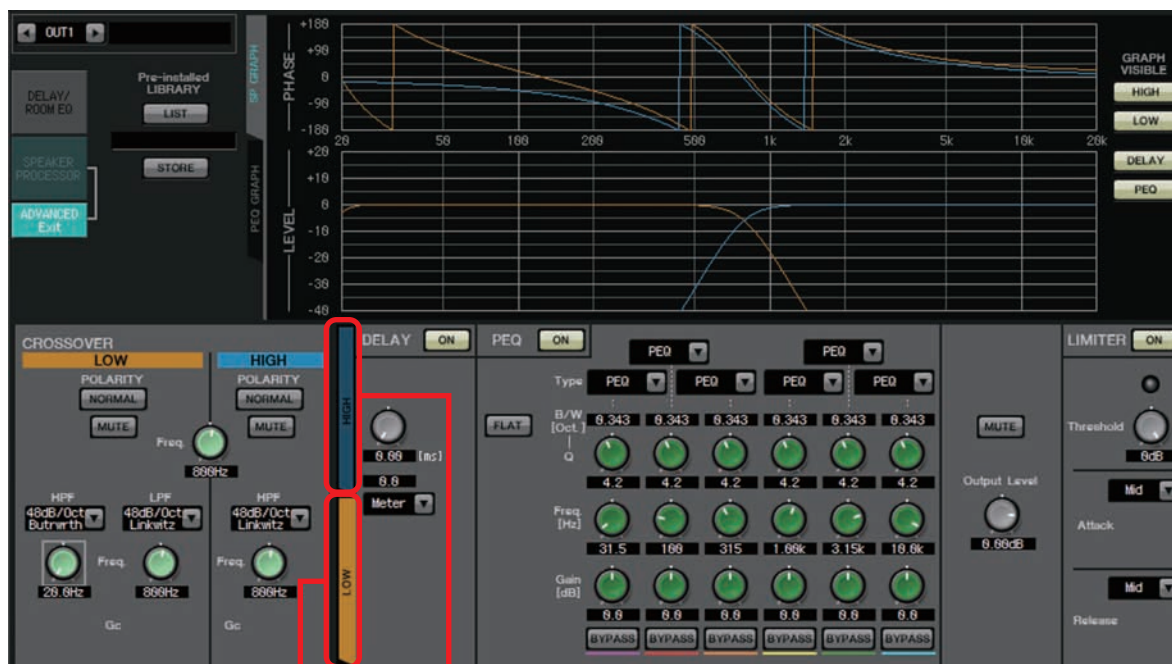 OUT1
DELAY/
ROOM EQ
SPEAKER
PROCESSOR
ADVANCED
Exit
Pre-installed
LIBRARY
LIST
STORE
SP GRAPH
PEQ GRAPH
PHASE
+180
+90
0
-90
-180
20 50 100 200 500 1k 2k 5k 10k 20k
LEVEL
+20
+10
0
-10
-20
-30
-40
GRAPH
VISIBLE
HIGH
LOW
DELAY
PEQ
CROSSOVER
LOW HIGH
POLARITY POLARITY
NORMAL NORMAL
MUTE MUTE
Freq.
800Hz
HPF LPF HPF
48dB/Oct 48dB/Oct 48dB/Oct
Butrwrth Linkwitz Linkwitz
Freq. Freq.
20.0Hz 800Hz 800Hz
Gc Gc
HIGH
LOW
DELAY ON
0.00 [ms]
0.0
Meter
PEQ ON
FLAT
PEQ PEQ
Type PEQ PEQ PEQ PEQ
B/W
[Oct.]
0.343 0.343 0.343 0.343 0.343 0.343
Q
4.2 4.2 4.2 4.2 4.2 4.2
Freq.
[Hz]
31.5 100 315 1.00k 3.15k 10.0k
Gain
[dB]
0.0 0.0 0.0 0.0 0.0 0.0
BYPASS BYPASS BYPASS BYPASS BYPASS BYPASS
MUTE
Output Level
0.00dB
LIMITER ON
Threshold
0dB
Mid
Attack
Mid
Release